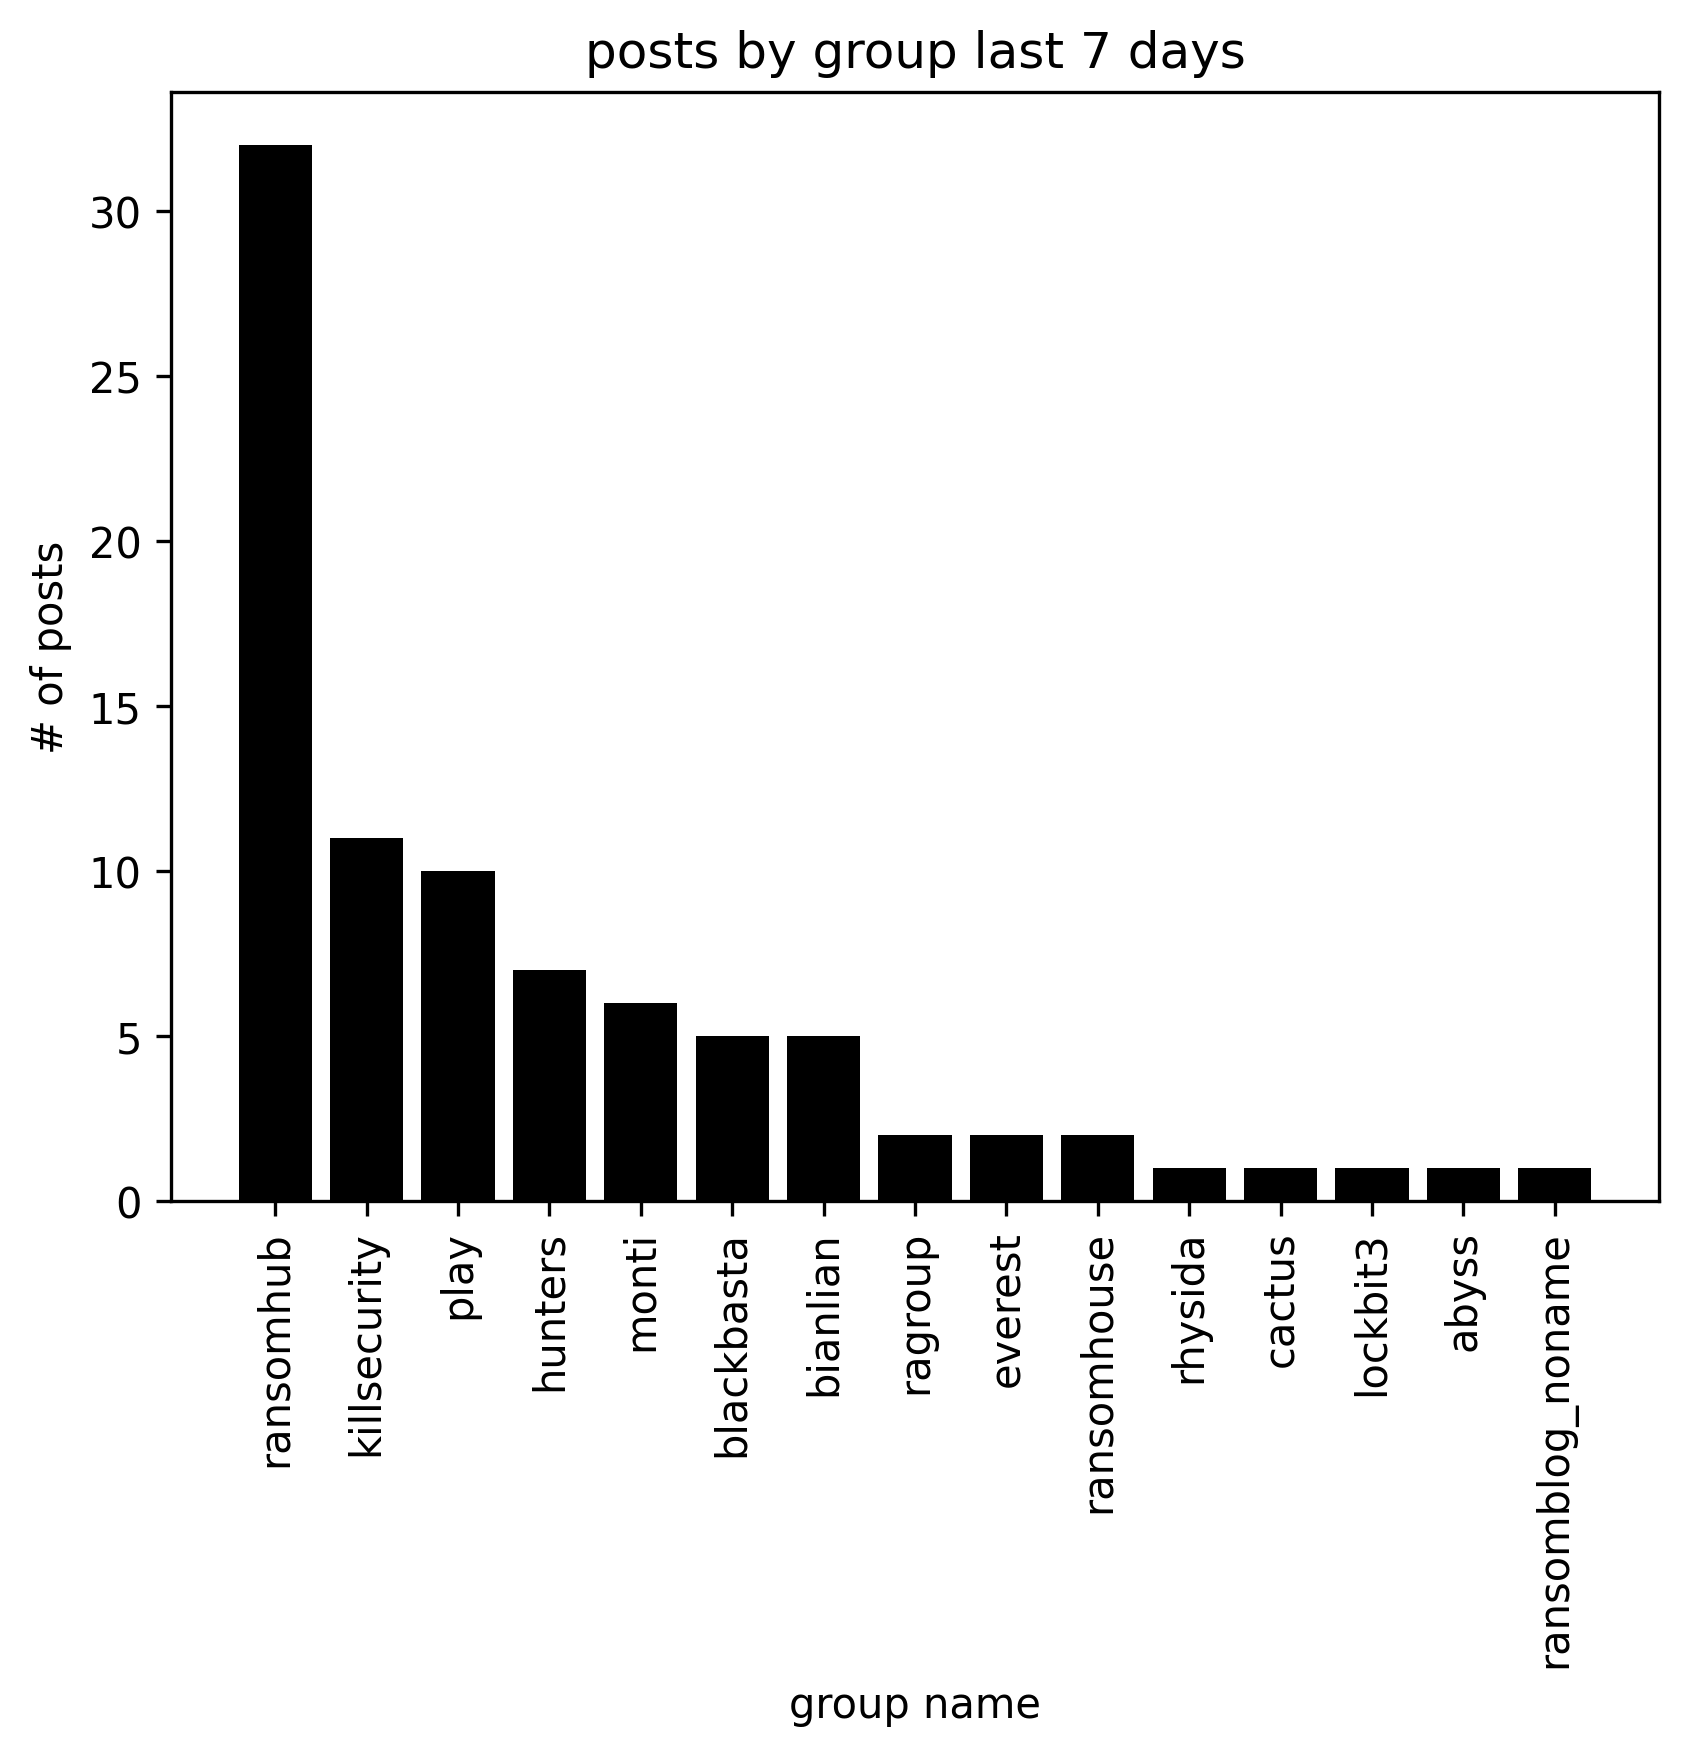 posts by group last 7 days
# of posts
30
25
20
15
10
5
0
ransomhub
killsecurity
play
hunters
monti
blackbasta
bianlian
ragroup
everest
ransomhouse
rhysida
cactus
lockbit3
abyss
ransomblog_noname
group name